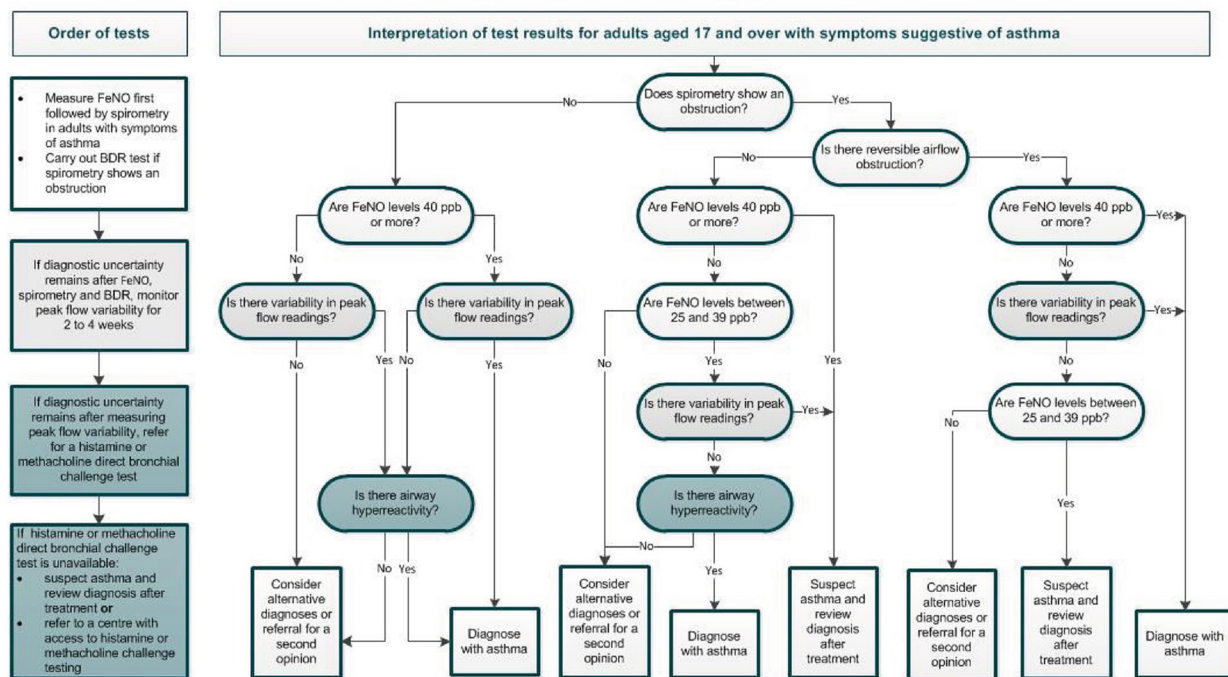 Order of tests
Interpretation of test results for adults aged 17 and over with symptoms suggestive of asthma
• Measure FeNO first
followed by spirometry
in adults with symptoms
of asthma
• Carry out BDR test if
spirometry shows an
obstruction
If diagnostic uncertainty
remains after FeNO,
spirometry and BDR, monitor
peak flow variability for
2 to 4 weeks
If diagnostic uncertainty
remains after measuring
peak flow variability, refer
for a histamine or
methacholine direct bronchial
challenge test
If histamine or methacholine
direct bronchial challenge
test is unavailable:
• suspect asthma and
review diagnosis after
treatment or
• refer to a centre with
access to histamine or
methacholine challenge
testing
Does spirometry show an
obstruction?
No
Yes
Is there reversible airflow
obstruction?
No
Yes
Are FeNO levels 40 ppb
or more?
No
Yes
Is there variability in peak
flow readings?
Is there variability in peak
flow readings?
No
Yes
No
Yes
Is there airway
hyperreactivity?
No
Yes
Consider
alternative
diagnoses or
referral for a
second
opinion
Diagnose
with asthma
Are FeNO levels 40 ppb
or more?
No
Are FeNO levels between
25 and 39 ppb?
No
Yes
Yes
Is there variability in peak
flow readings?
Yes
No
Is there airway
hyperreactivity?
No
Yes
Consider
alternative
diagnoses or
referral for a
second
opinion
Diagnose
with asthma
Suspect
asthma and
review
diagnosis
after
treatment
Are FeNO levels 40 ppb
or more?
Yes
No
Is there variability in peak
flow readings?
Yes
No
Are FeNO levels between
25 and 39 ppb?
No
Yes
Consider
alternative
diagnoses or
referral for a
second
opinion
Suspect
asthma and
review
diagnosis
after
treatment
Diagnose with
asthma